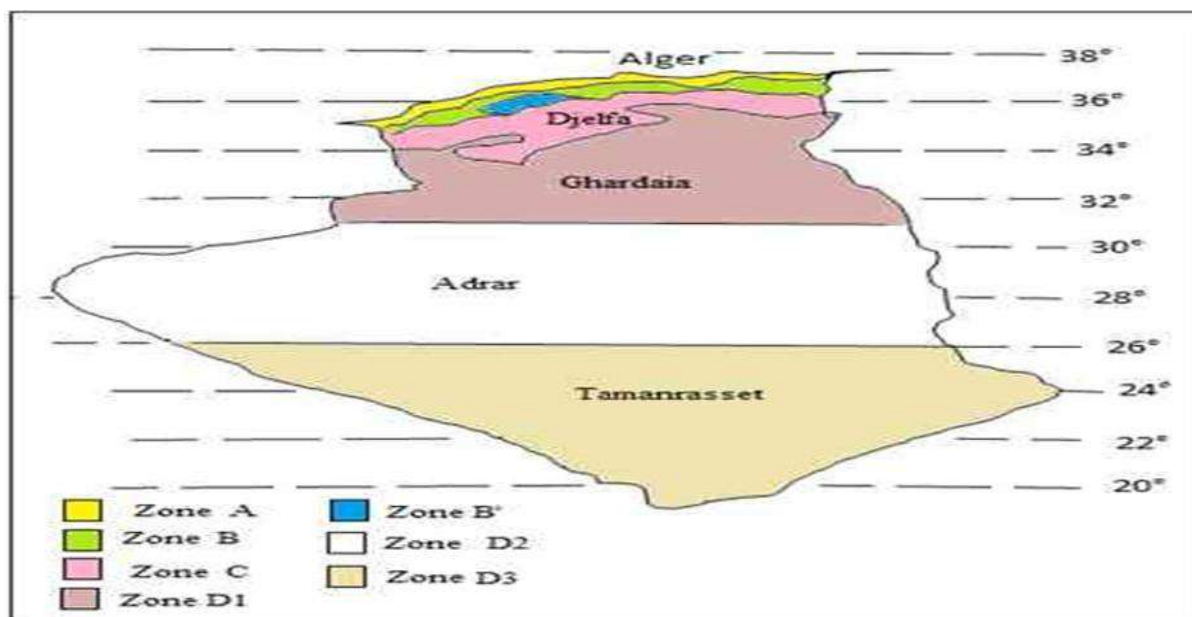 Alger
38°
36°
Djelfa
34°
Ghardaia
32°
30°
Adrar
28°
26°
Tamanrasset
24°
22°
20°
Zone A
Zone B'
Zone B
Zone D2
Zone C
Zone D3
Zone D1